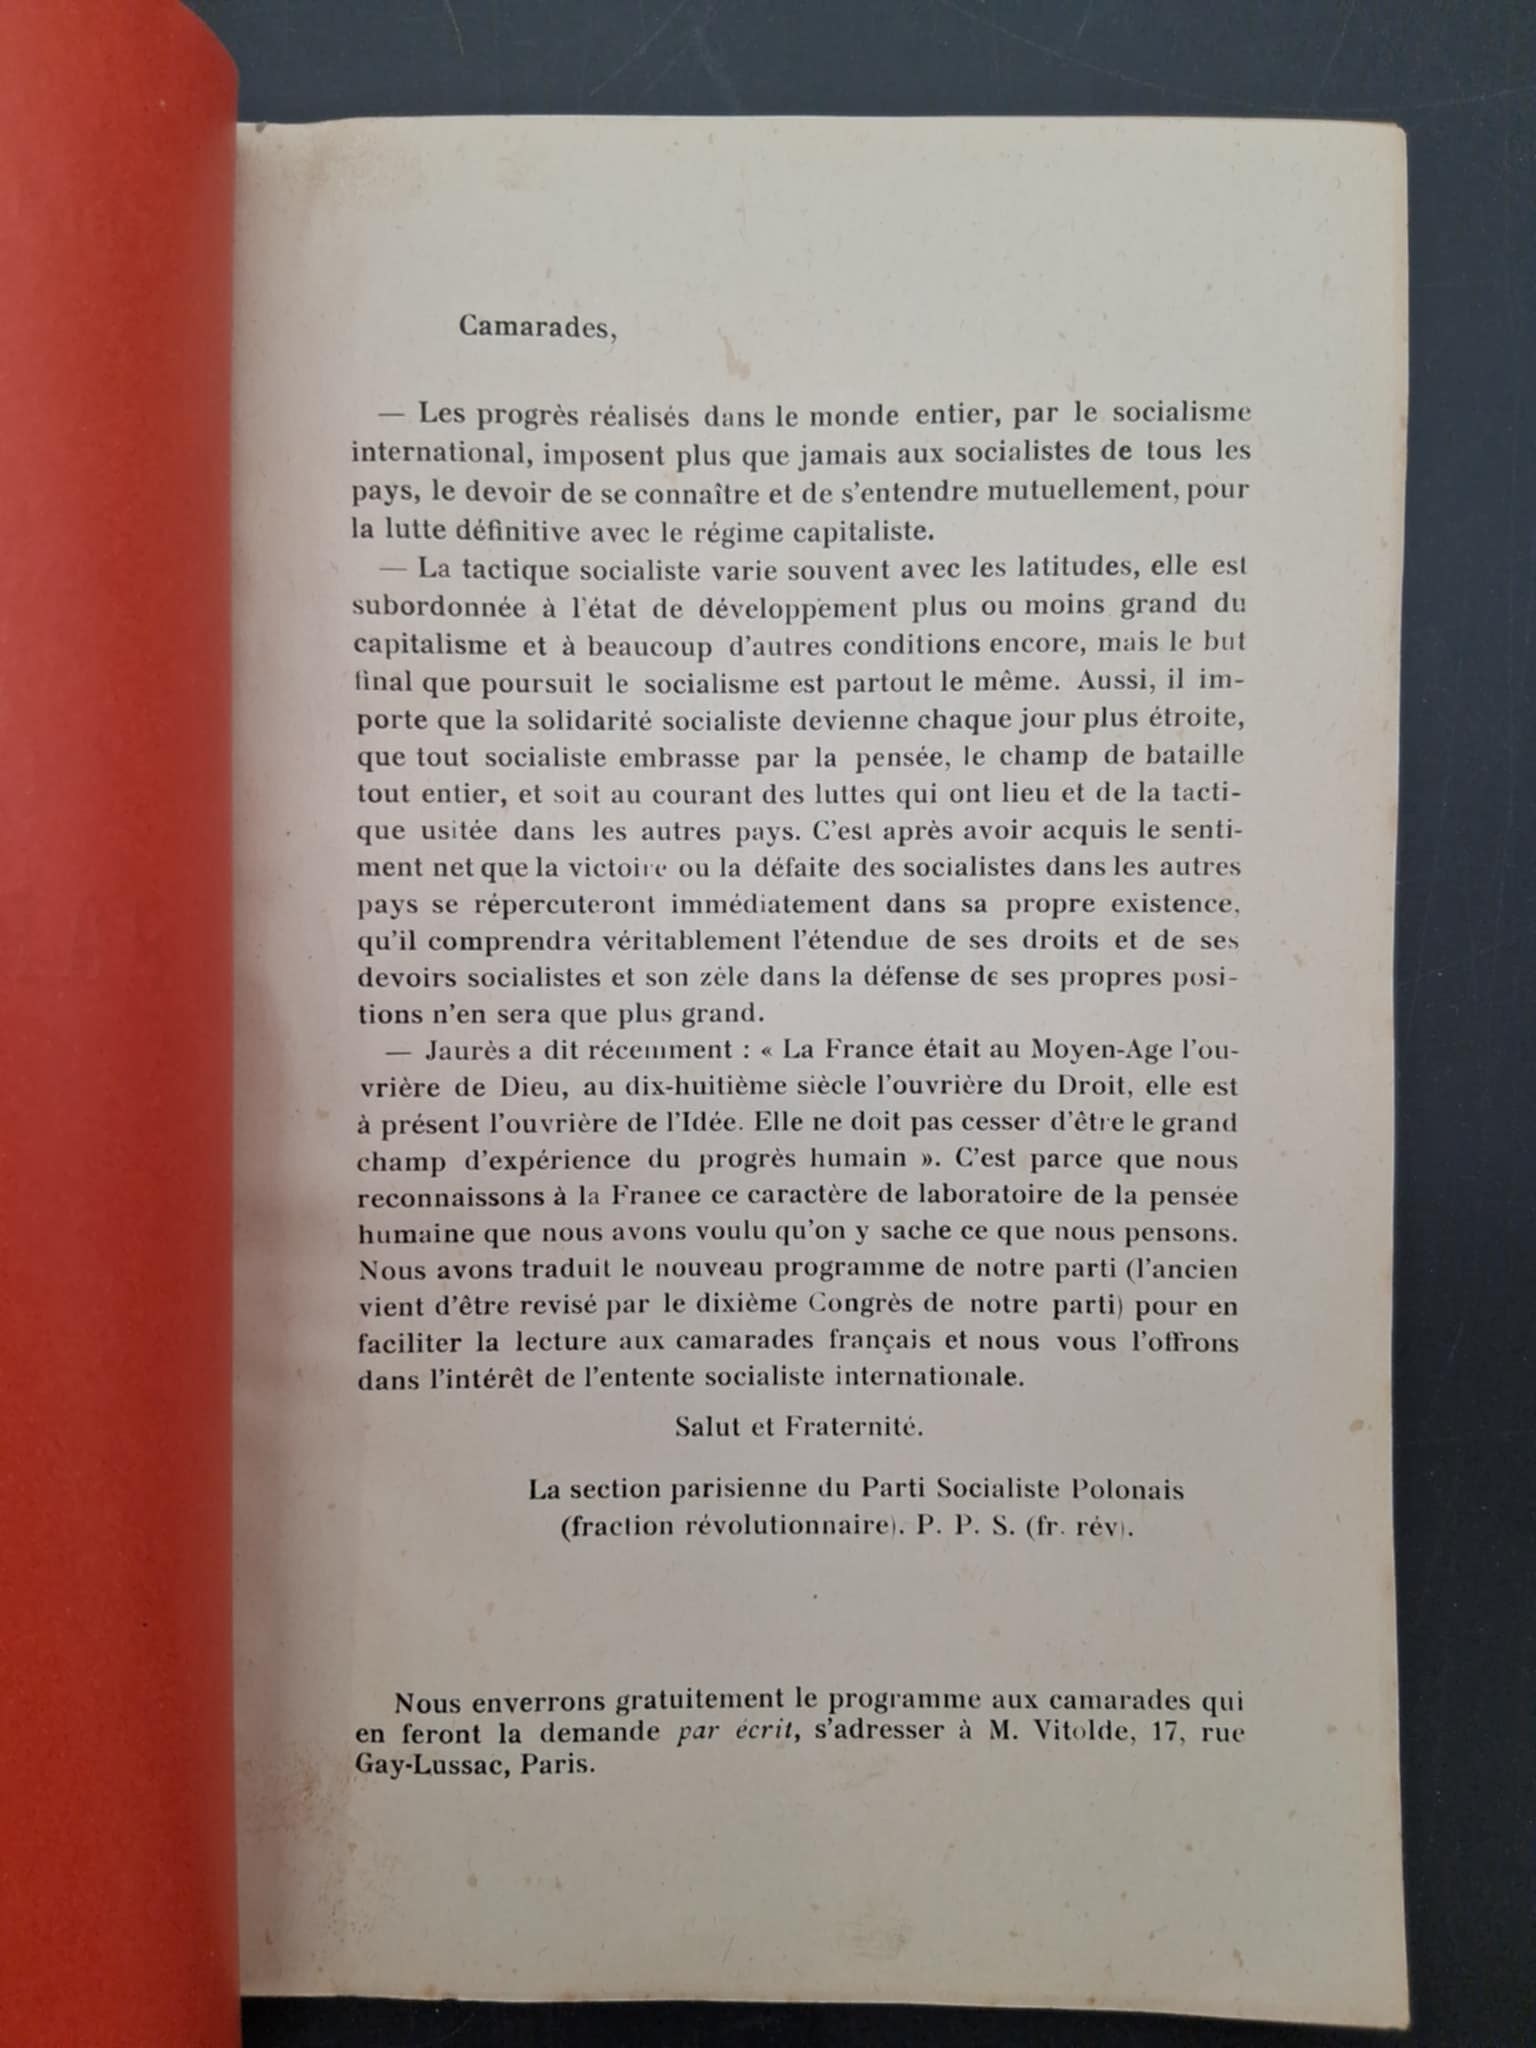 Camarades,
— Les progrès réalisés dans le monde entier, par le socialisme
international, imposent plus que jamais aux socialistes de tous les
pays, le devoir de se connaître et de s'entendre mutuellement, pour
la lutte définitive avec le régime capitaliste.
— La tactique socialiste varie souvent avec les latitudes, elle est
subordonnée à l'état de développement plus ou moins grand du
capitalisme et à beaucoup d'autres conditions encore, mais le but
final que poursuit le socialisme est partout le même. Aussi, il im-
porte que la solidarité socialiste devienne chaque jour plus étroite,
que tout socialiste embrasse par la pensée, le champ de bataille
tout entier, et soit au courant des luttes qui ont lieu et de la tacti-
que usitée dans les autres pays. C'est après avoir acquis le senti-
ment net que la victoire ou la défaite des socialistes dans les autres
pays se répercuteront immédiatement dans sa propre existence,
qu'il comprendra véritablement l'étendue de ses droits et de ses
devoirs socialistes et son zèle dans la défense de ses propres posi-
tions n'en sera que plus grand.
— Jaurès a dit récemment : « La France était au Moyen-Age l'ou-
vrière de Dieu, au dix-huitième siècle l'ouvrière du Droit, elle est
à présent l'ouvrière de l'Idée. Elle ne doit pas cesser d'être le grand
champ d'expérience du progrès humain ». C'est parce que nous
reconnaissons à la France ce caractère de laboratoire de la pensée
humaine que nous avons voulu qu'on y sache ce que nous pensons.
Nous avons traduit le nouveau programme de notre parti (l'ancien
vient d'être revisé par le dixième Congrès de notre parti) pour en
faciliter la lecture aux camarades français et nous vous l'offrons
dans l'intérêt de l'entente socialiste internationale.
Salut et Fraternité.
La section parisienne du Parti Socialiste Polonais
(fraction révolutionnaire). P. P. S. (fr. rév).
Nous enverrons gratuitement le programme aux camarades qui
en feront la demande par écrit, s'adresser à M. Vitolde, 17, rue
Gay-Lussac, Paris.